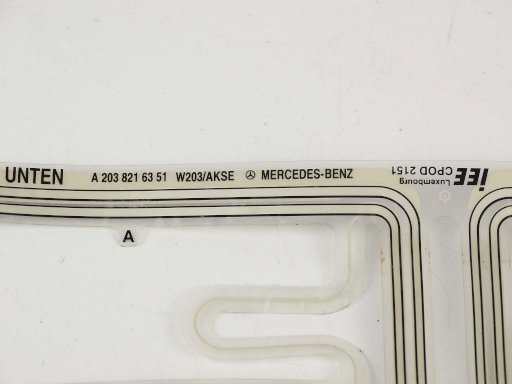 UNTEN A 203 821 63 51 W203/AKSE MERCEDES-BENZ
iEE
Luxembourg
CPOD 2151
A